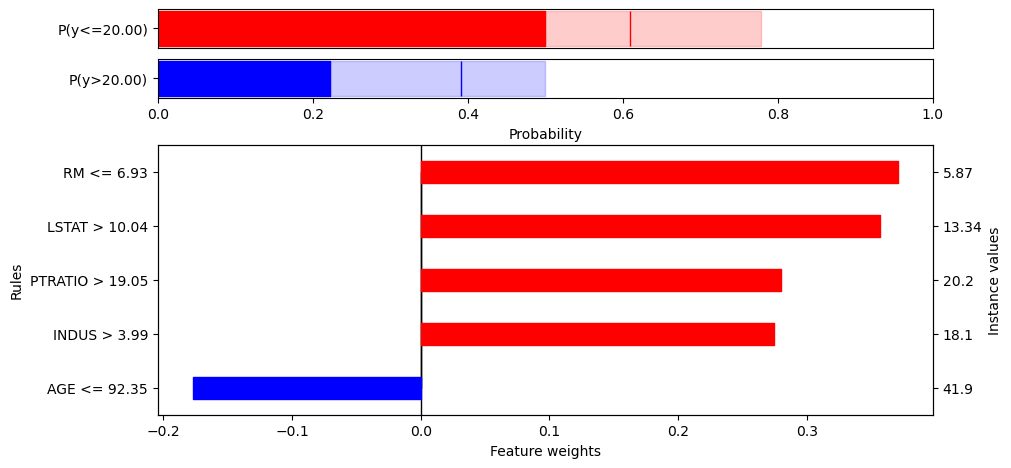 P(y<=20.00)
P(y>20.00)
0.0 0.2 0.4 0.6 0.8 1.0
Probability
RM <= 6.93 5.87
LSTAT > 10.04 13.34
PTRATIO > 19.05 20.2
INDUS > 3.99 18.1
AGE <= 92.35 41.9
Rules
Instance values
−0.2 −0.1 0.0 0.1 0.2 0.3
Feature weights